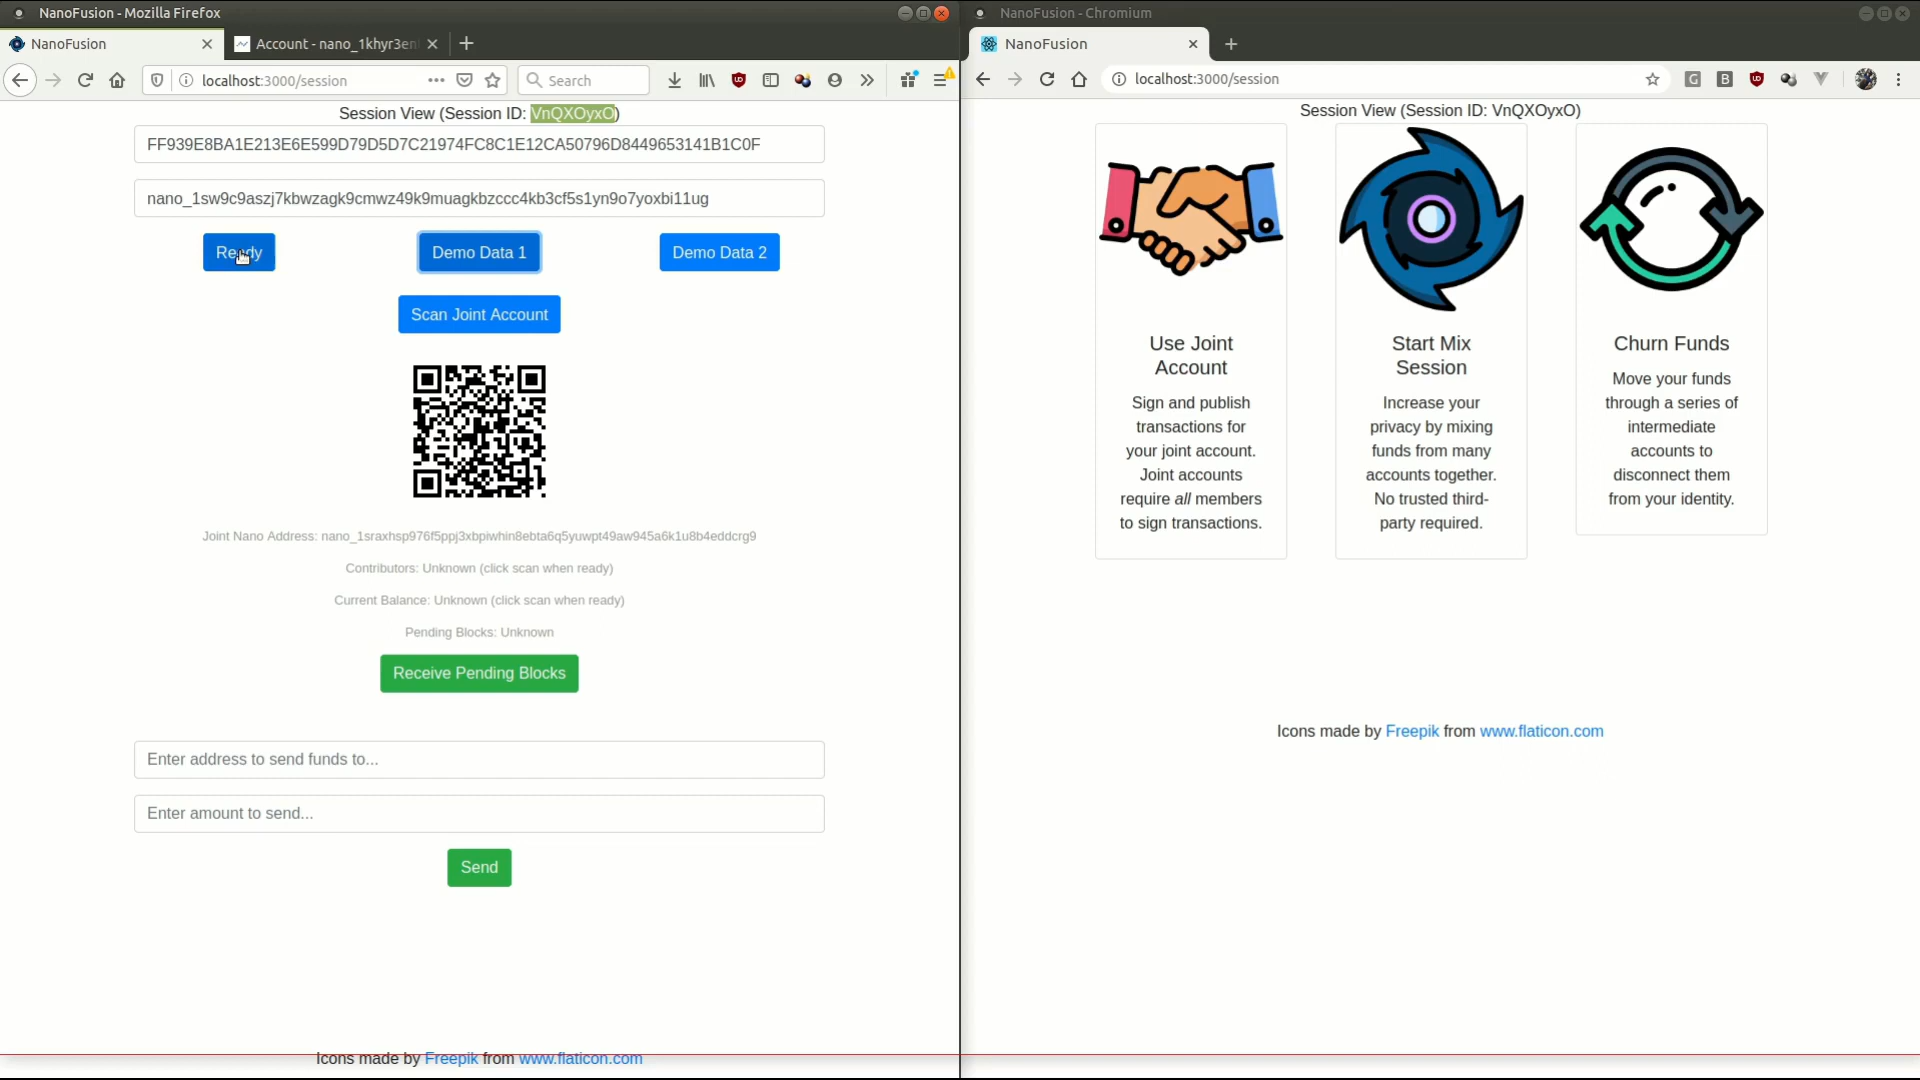 NanoFusion - Mozilla Firefox
NanoFusion
Account - nano_1khyr3en
localhost:3000/session
Search
Session View (Session ID: VnQXOyxO)
FF939E8BA1E213E6E599D79D5D7C21974FC8C1E12CA50796D8449653141B1C0F
nano_1sw9c9aszj7kbwzagk9cmwz49k9muagkbzccc4kb3cf5s1yn9o7yoxbi11ug
Ready
Demo Data 1
Demo Data 2
Scan Joint Account
Joint Nano Address: nano_1sraxhsp976f5ppj3xbpiwhin8ebta6q5yuwpt49aw945a6k1u8b4eddcrg9
Contributors: Unknown (click scan when ready)
Current Balance: Unknown (click scan when ready)
Pending Blocks: Unknown
Receive Pending Blocks
Enter address to send funds to...
Enter amount to send...
Send
Icons made by Freepik from www.flaticon.com
NanoFusion - Chromium
NanoFusion
localhost:3000/session
G
B
Session View (Session ID: VnQXOyxO)
Use Joint
Account
Sign and publish
transactions for
your joint account.
Joint accounts
require all members
to sign transactions.
Start Mix
Session
Increase your
privacy by mixing
funds from many
accounts together.
No trusted third-
party required.
Churn Funds
Move your funds
through a series of
intermediate
accounts to
disconnect them
from your identity.
Icons made by Freepik from www.flaticon.com